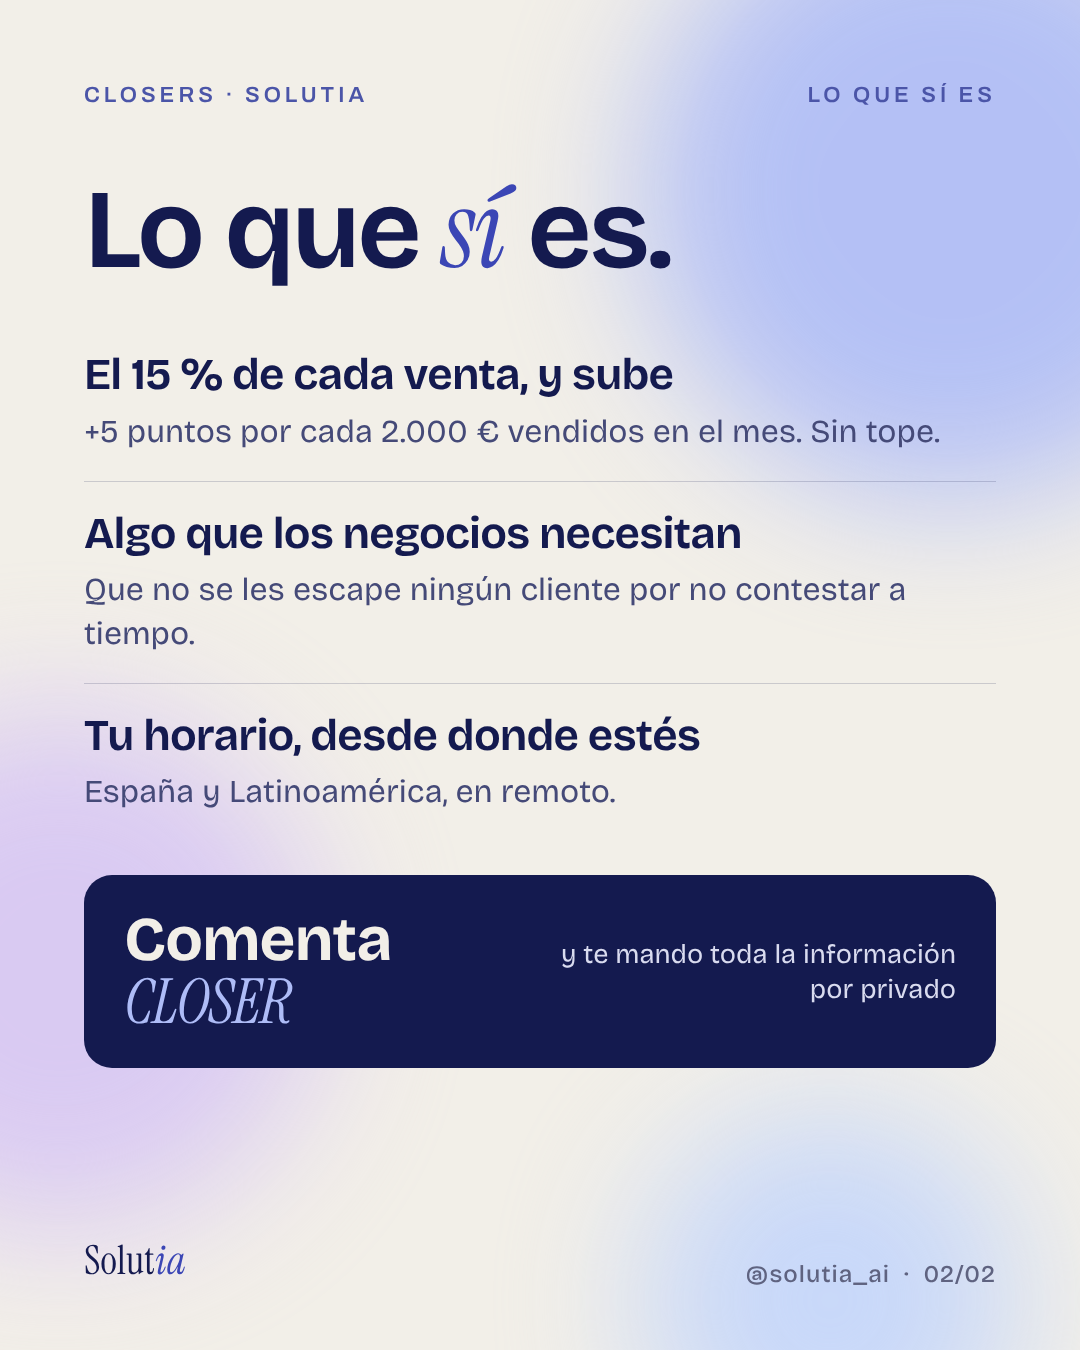 CLOSERS · SOLUTIA
LO QUE SÍ ES
Lo que sí es.
El 15 % de cada venta, y sube
+5 puntos por cada 2.000 € vendidos en el mes. Sin tope.
Algo que los negocios necesitan
Que no se les escape ningún cliente por no contestar a
tiempo.
Tu horario, desde donde estés
España y Latinoamérica, en remoto.
Comenta
CLOSER
y te mando toda la información
por privado
Solutia
@solutia_ai · 02/02